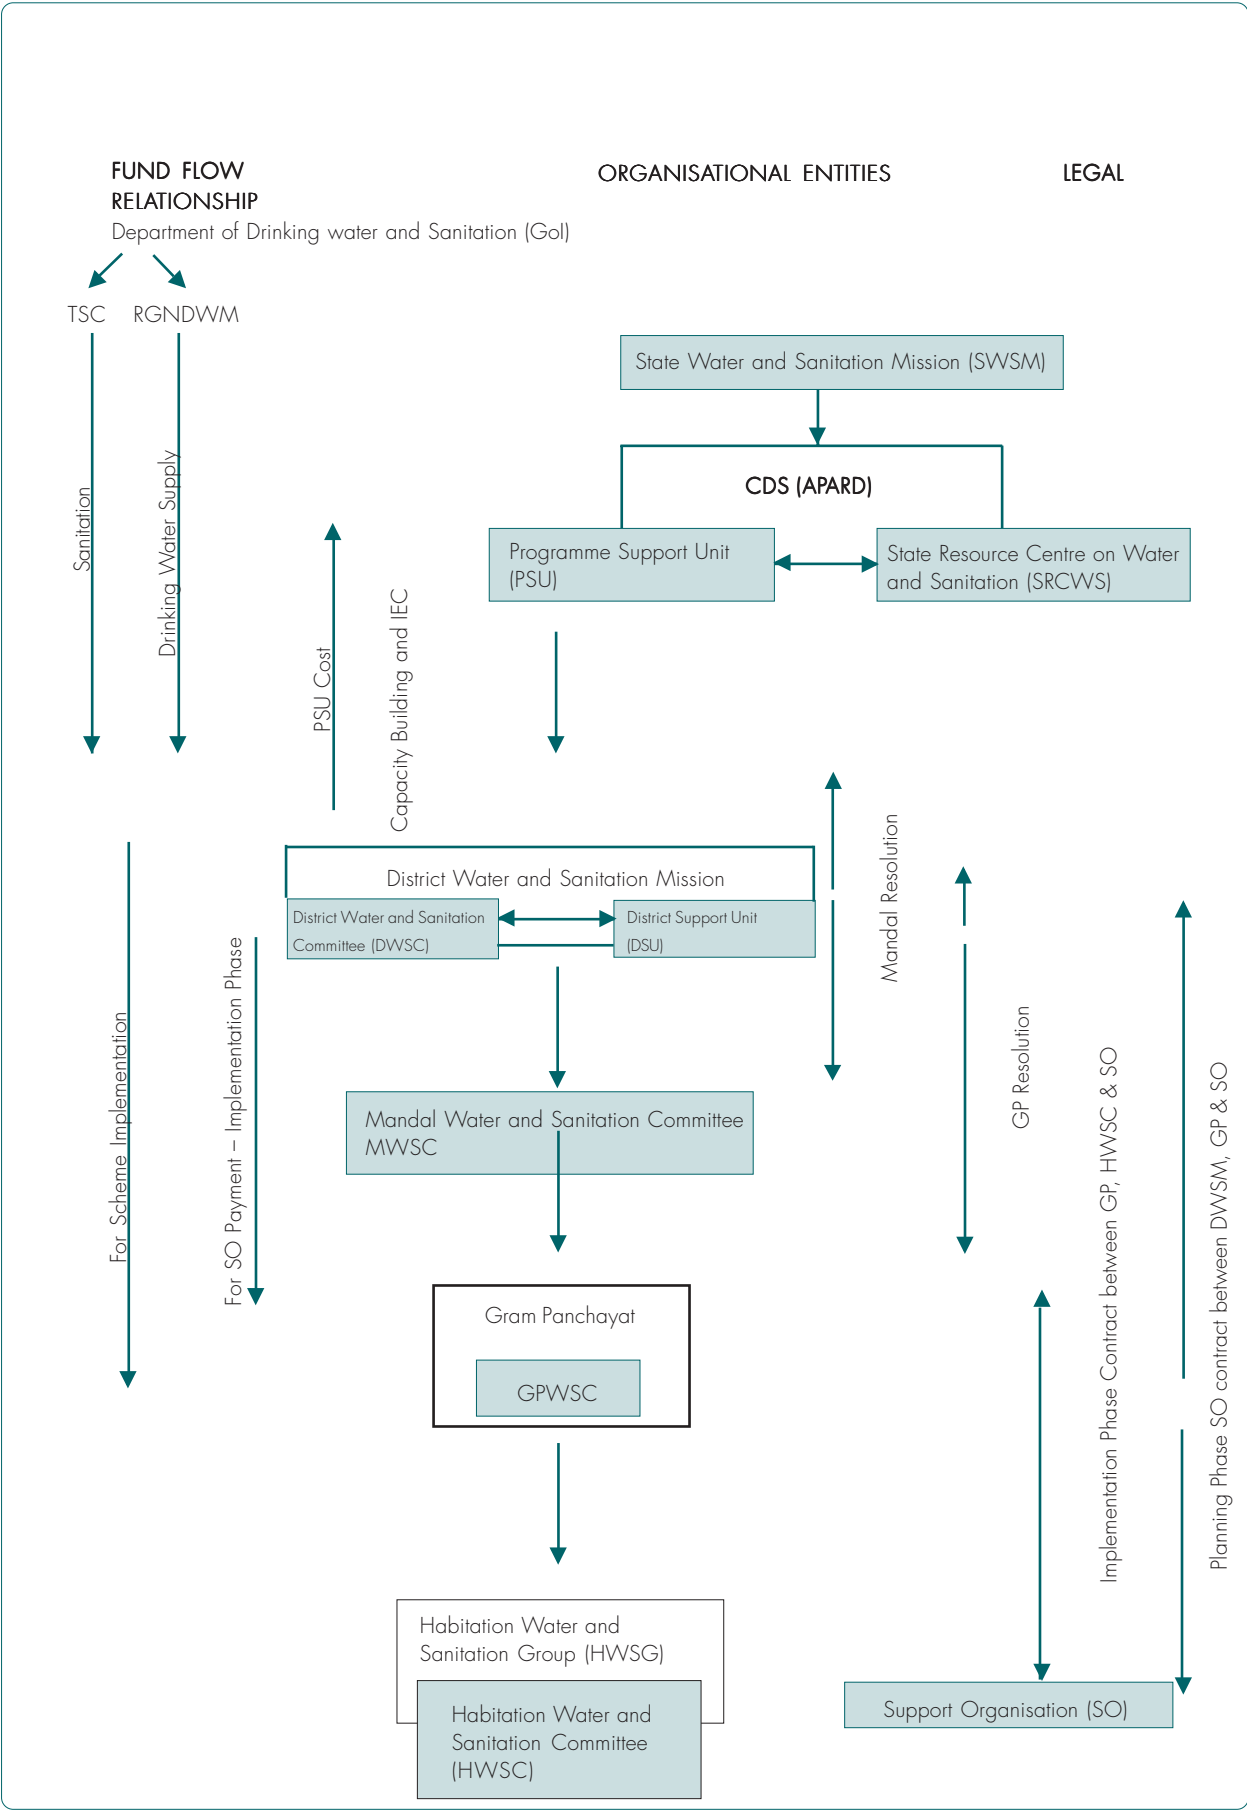 FUND FLOW
RELATIONSHIP
ORGANISATIONAL ENTITIES
LEGAL
Department of Drinking water and Sanitation (GoI)
TSC
RGNDWM
State Water and Sanitation Mission (SWSM)
Sanitation
Drinking Water Supply
CDS (APARD)
Programme Support Unit
(PSU)
State Resource Centre on Water
and Sanitation (SRCWS)
PSU Cost
Capacity Building and IEC
Mandal Resolution
District Water and Sanitation Mission
District Water and Sanitation
Committee (DWSC)
District Support Unit
(DSU)
For Scheme Implementation
For SO Payment – Implementation Phase
GP Resolution
Implementation Phase Contract between GP, HWSC & SO
Planning Phase SO contract between DWSM, GP & SO
Mandal Water and Sanitation Committee
MWSC
Gram Panchayat
GPWSC
Habitation Water and
Sanitation Group (HWSG)
Habitation Water and
Sanitation Committee
(HWSC)
Support Organisation (SO)